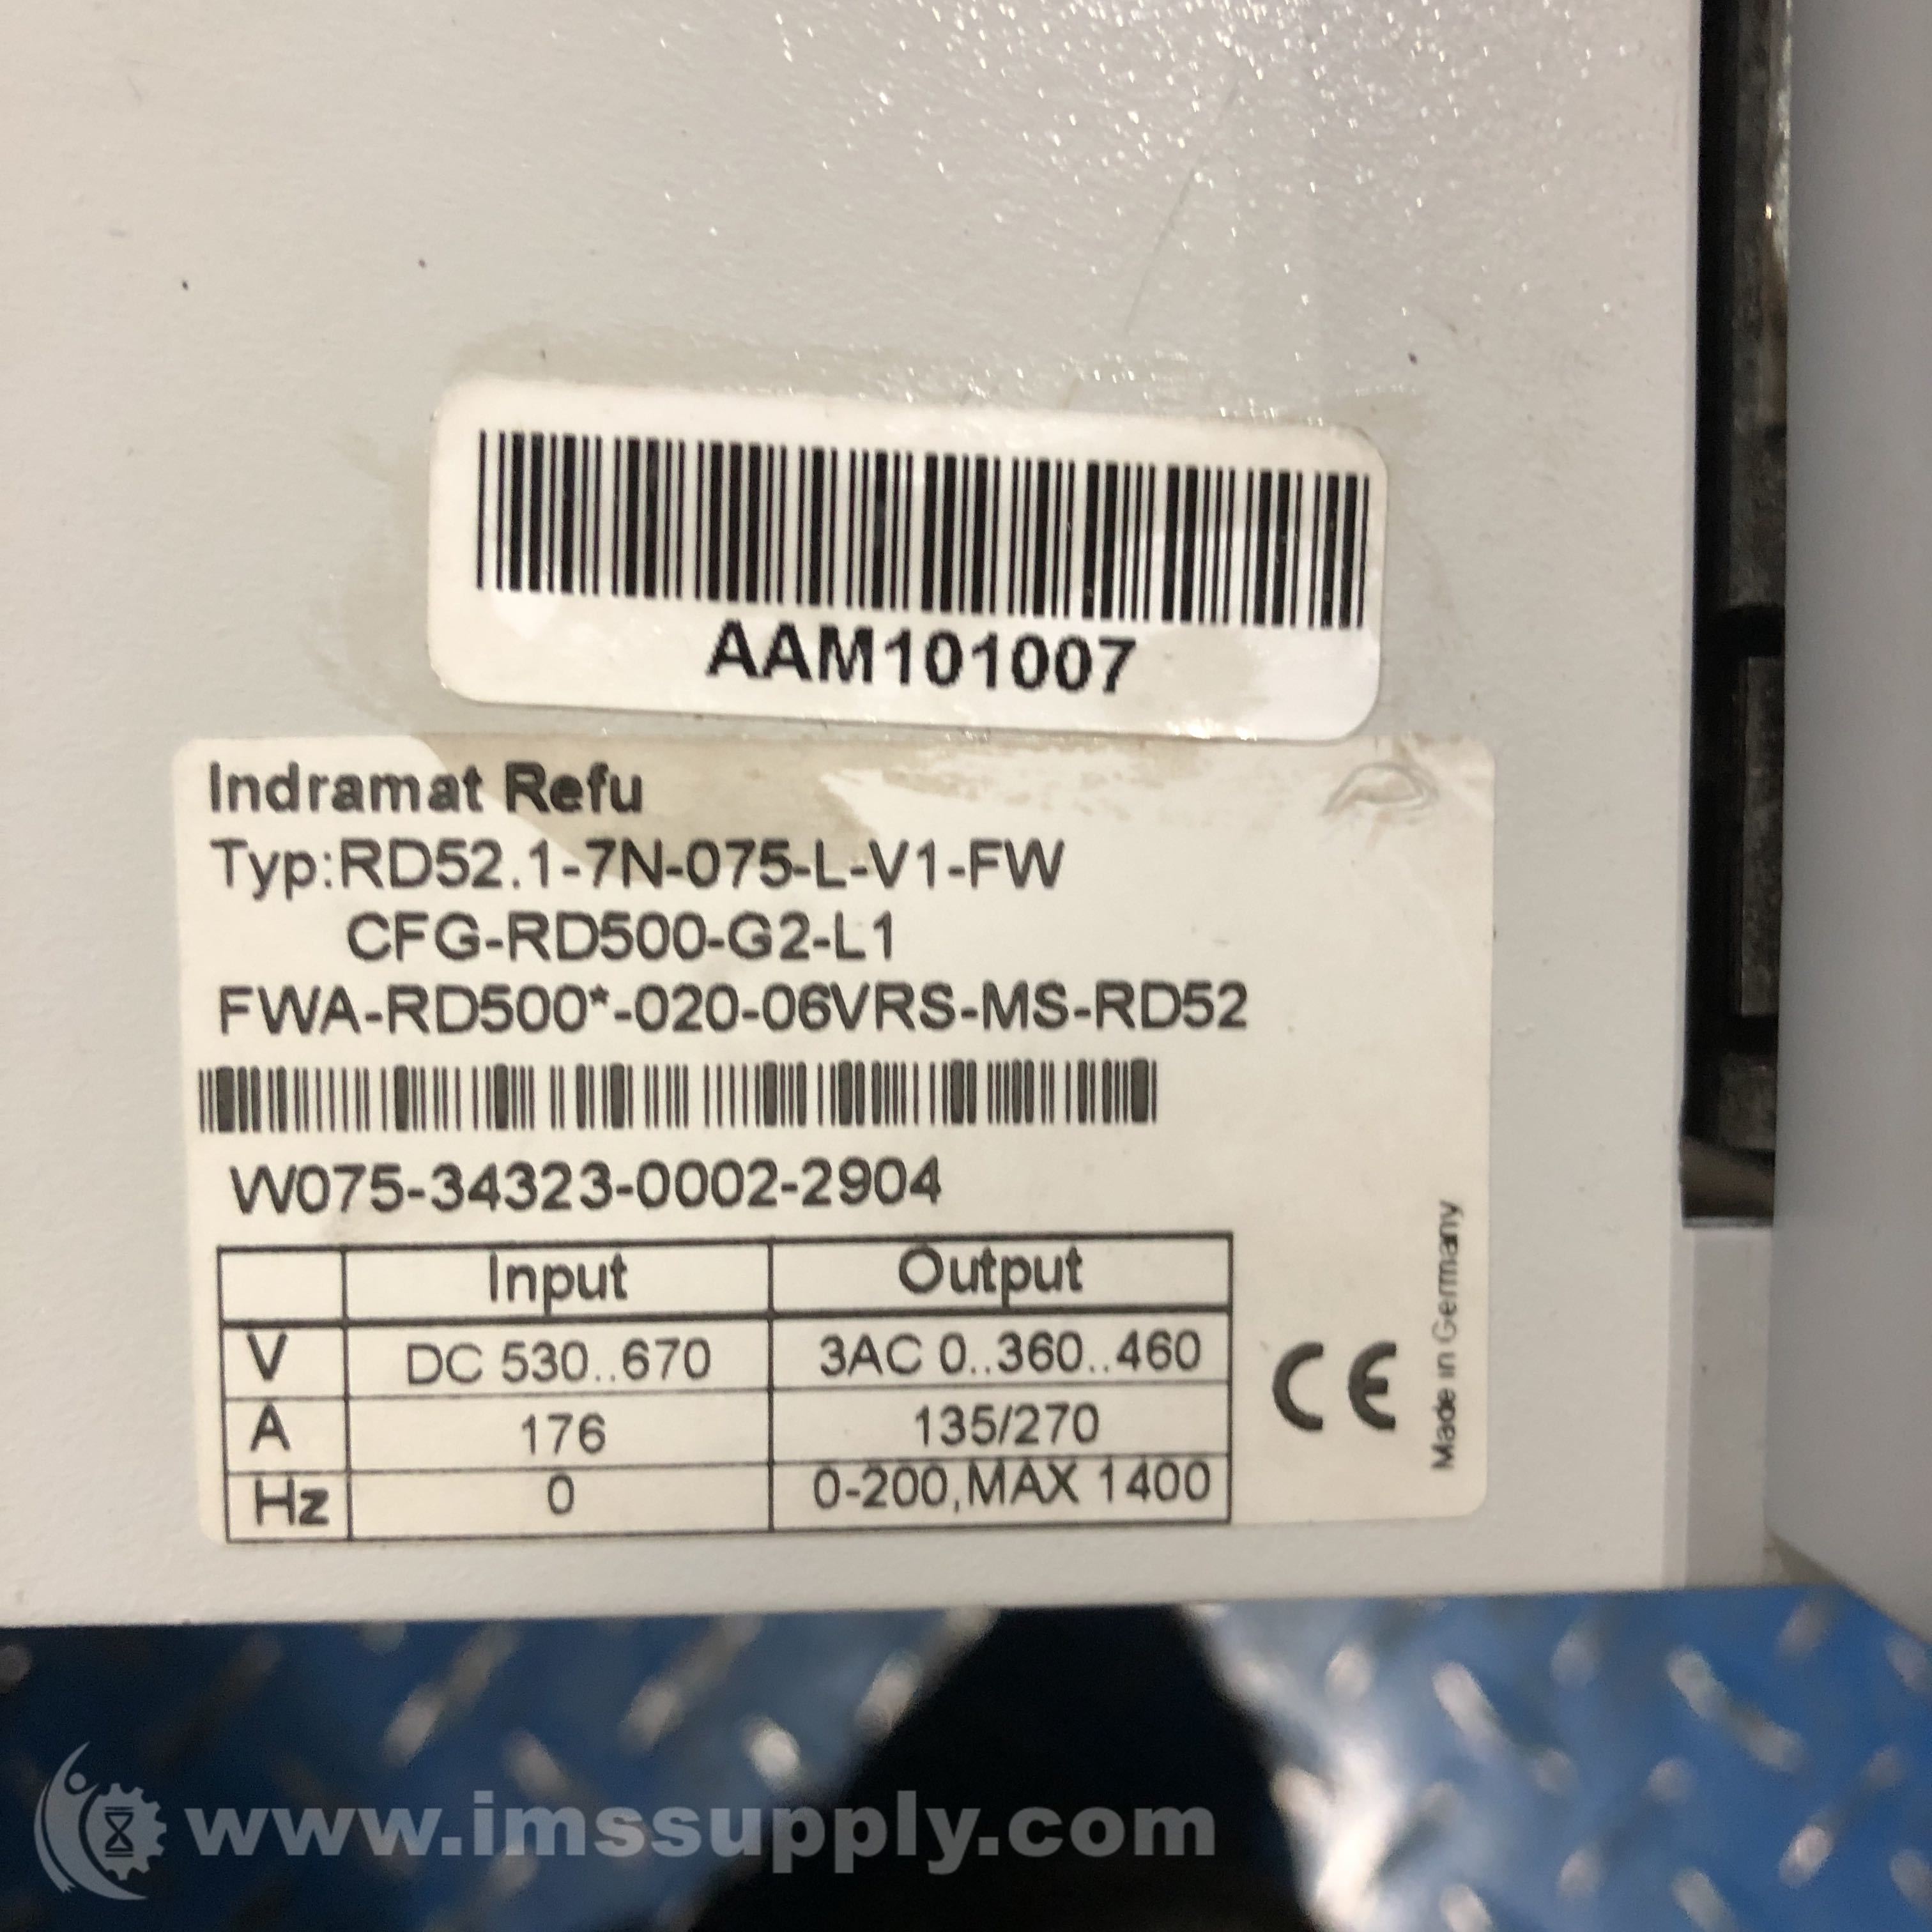 AAM101007
Indramat Refu
Typ:RD52.1-7N-075-L-V1-FW
CFG-RD500-G2-L1
FWA-RD500*-020-06VRS-MS-RD52
W075-34323-0002-2904
Input Output
V DC 530..670 3AC 0..360..460
A 176 135/270
Hz 0 0-200,MAX 1400
CE
Made in Germany
www.imssupply.com